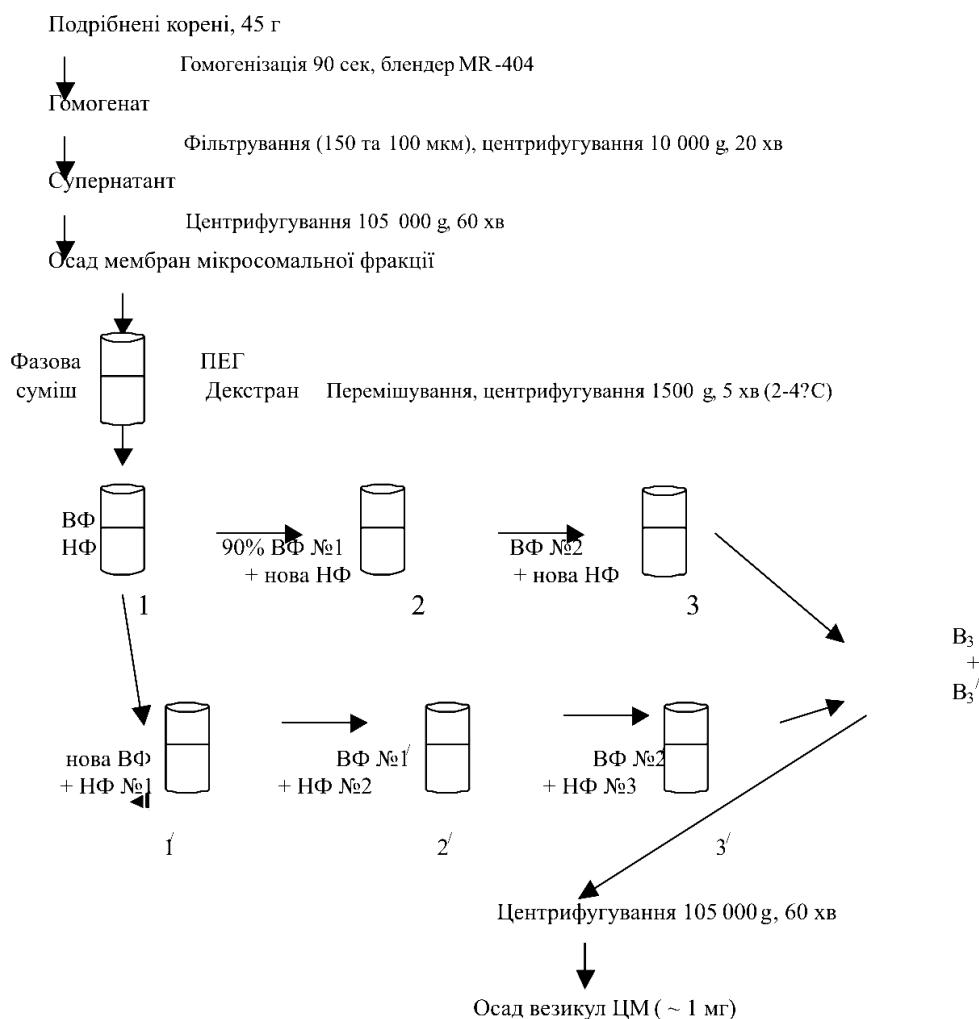 Подрібнені корені, 45 г
Гомогенізація 90 сек, блендер MR-404
Гомогенат
Фільтрування (150 та 100 мкм), центрифугування 10 000 g, 20 хв
Супернатант
Центрифугування 105 000 g, 60 хв
Осад мембран мікросомальної фракції
Фазова суміш
ПЕГ
Декстран
Перемішування, центрифугування 1500 g, 5 хв (2-4?С)
ВФ
НФ
90% ВФ №1
+ нова НФ
ВФ №2
+ нова НФ
1
2
3
В3
+
В3/
нова ВФ
+ НФ №1
ВФ №1/
+ НФ №2
ВФ №2
+ НФ №3
1/
2/
3/
Центрифугування 105 000 g, 60 хв
Осад везикул ЦМ ( ~ 1 мг)